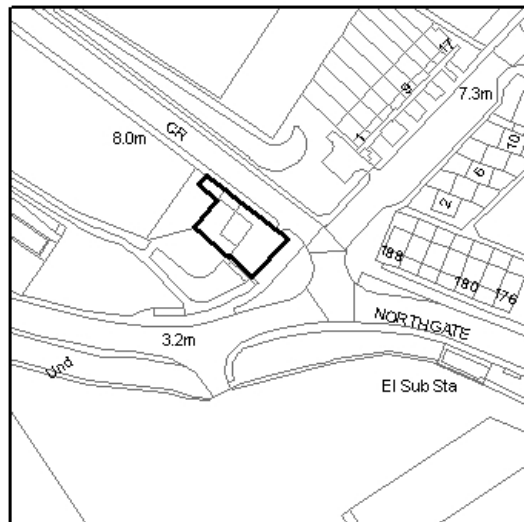 17
7.3m
9
CR
8.0m
1
10
6
2
188
180
176
NORTHGATE
3.2m
Und
El Sub Sta